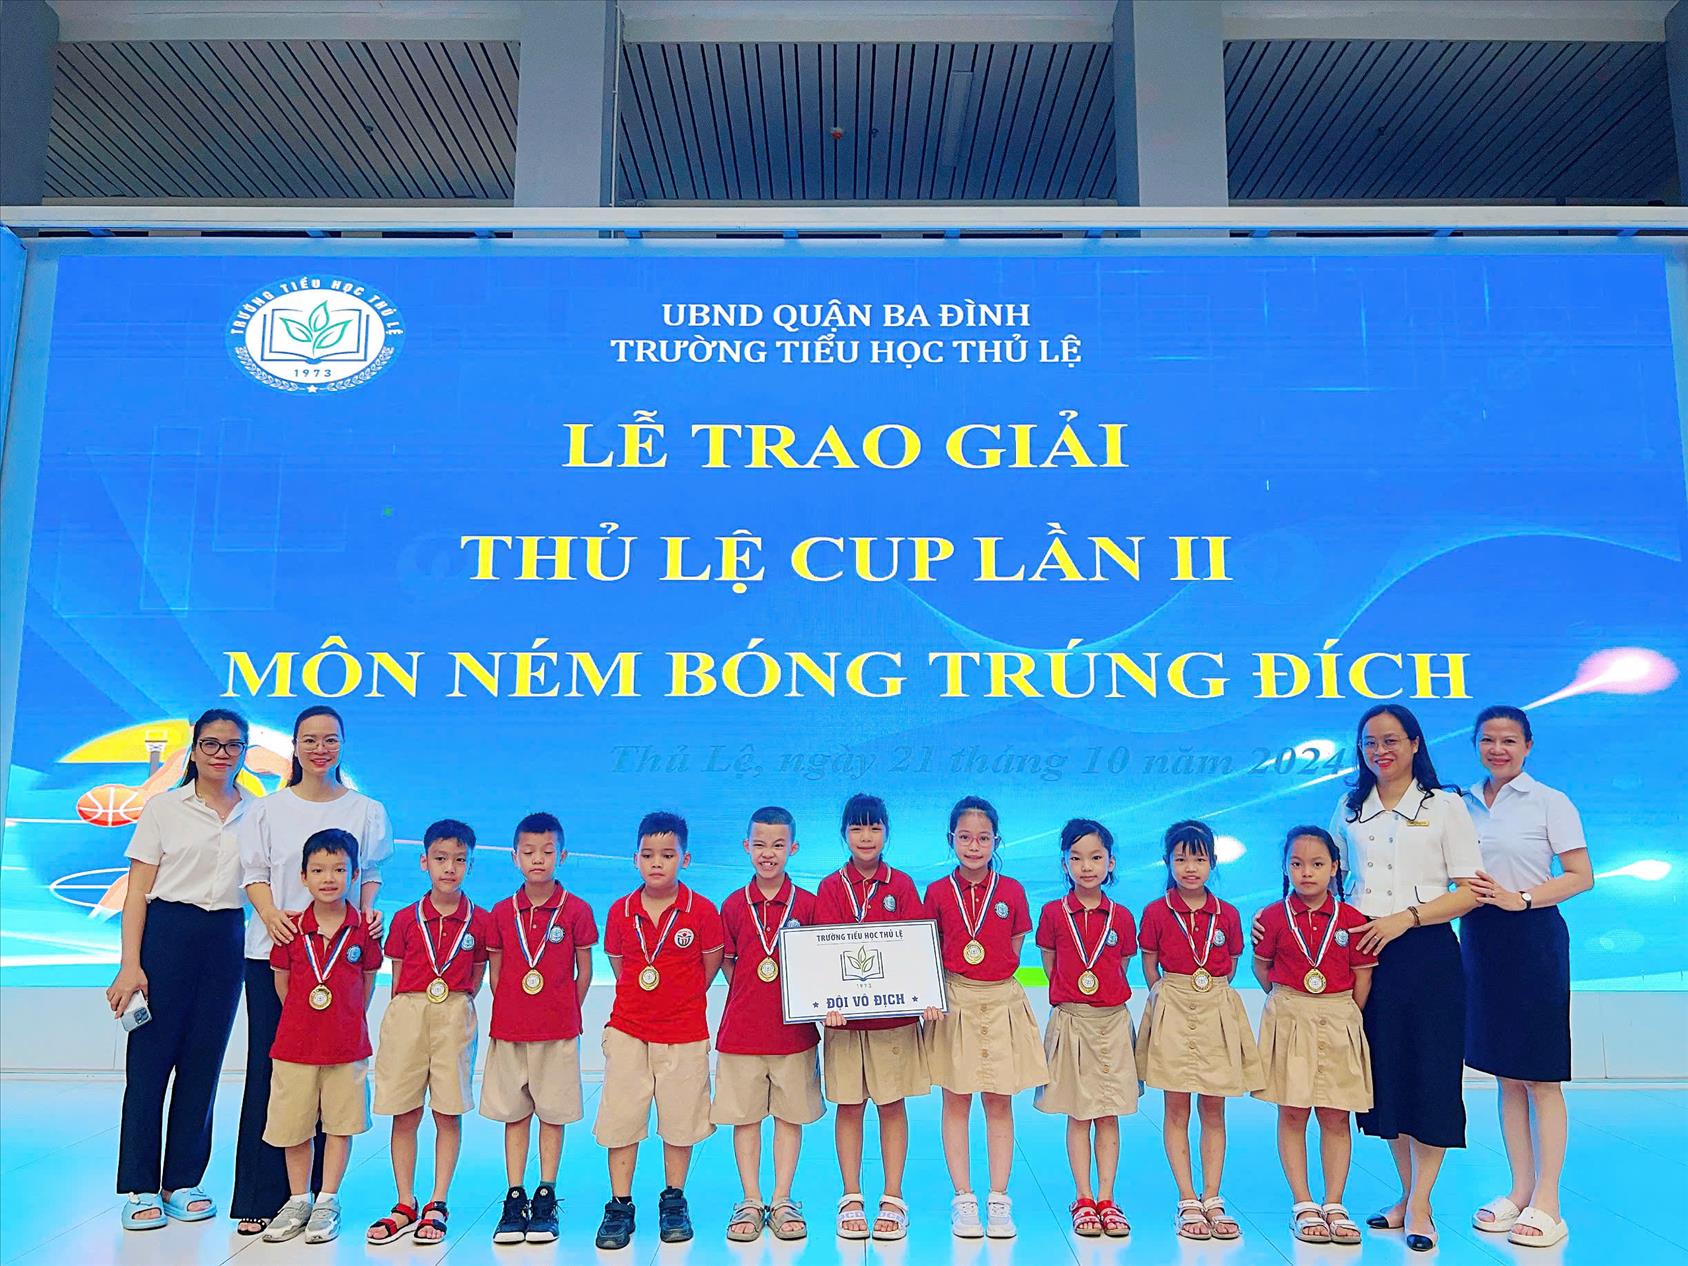 TRƯỜNG TIỂU HỌC THỦ LỆ
1973
UBND QUẬN BA ĐÌNH
TRƯỜNG TIỂU HỌC THỦ LỆ
LỄ TRAO GIẢI
THỦ LỆ CUP LẦN II
MÔN NÉM BÓNG TRÚNG ĐÍCH
Thủ Lệ, ngày 21 tháng 10 năm 2024
TRƯỜNG TIỂU HỌC THỦ LỆ
1973
★ ĐỘI VÔ ĐỊCH ★